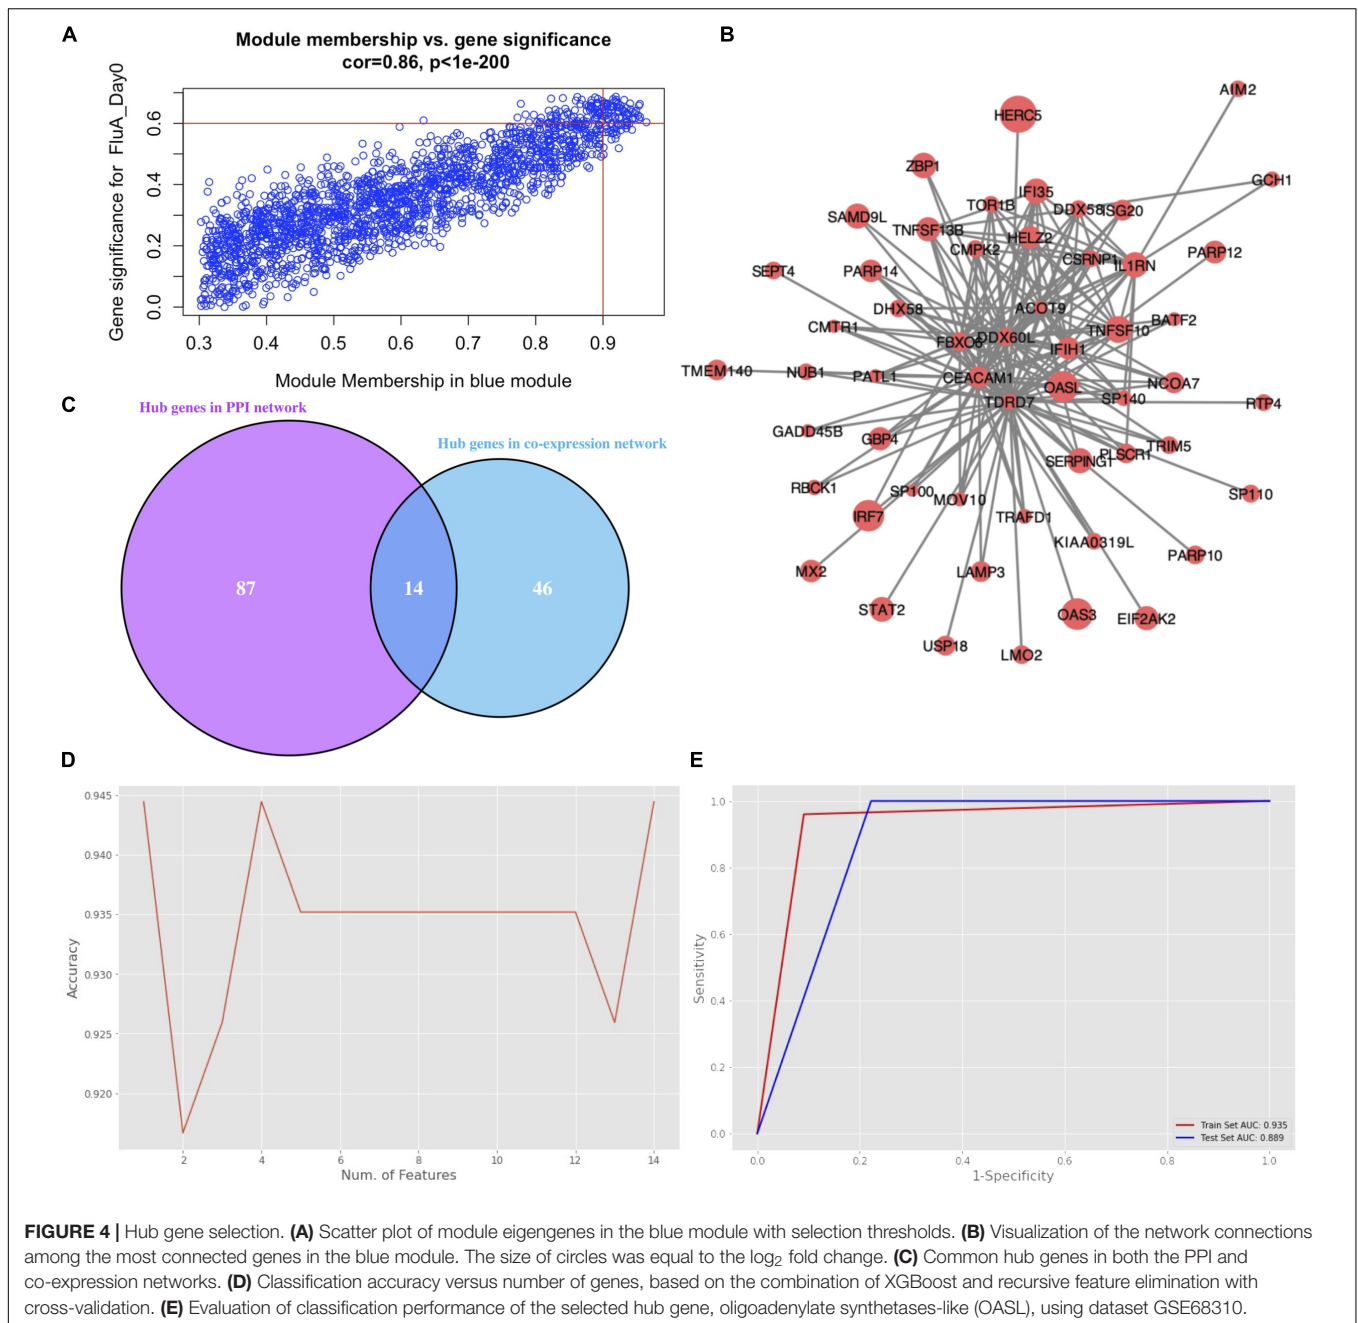 A
Module membership vs. gene significance
cor=0.86, p<1e-200
Gene significance for FluA_Day0
0.0
0.2
0.4
0.6
0.3
0.4
0.5
0.6
0.7
0.8
0.9
Module Membership in blue module
B
AIM2
HERC5
ZBP1
GCH1
IFI35
TOR1B
DDX58
ISG20
SAMD9L
TNFSF13B
HELZ2
CMPK2
CSRNP1
IL1RN
PARP12
SEPT4
PARP14
DHX58
ACOT9
CMTR1
FBXO6
DDX60L
IFIH1
TNFSF10
BATF2
TMEM140
NUB1
PATL1
CEACAM1
OASL
NCOA7
TDRD7
SP140
RTP4
GADD45B
GBP4
SERPING1
PLSCR1
TRIM5
RBCK1
SP100
MOV10
SP110
IRF7
TRAFD1
KIAA0319L
PARP10
MX2
LAMP3
STAT2
OAS3
EIF2AK2
USP18
LMO2
C
Hub genes in PPI network
Hub genes in co-expression network
87
14
46
D
0.945
0.940
0.935
0.930
0.925
0.920
Accuracy
2
4
6
8
10
12
14
Num. of Features
E
1.0
0.8
0.6
0.4
0.2
0.0
Sensitivity
0.0
0.2
0.4
0.6
0.8
1.0
1-Specificity
Train Set AUC: 0.935
Test Set AUC: 0.889
FIGURE 4 | Hub gene selection. (A) Scatter plot of module eigengenes in the blue module with selection thresholds. (B) Visualization of the network connections
among the most connected genes in the blue module. The size of circles was equal to the log2 fold change. (C) Common hub genes in both the PPI and
co-expression networks. (D) Classification accuracy versus number of genes, based on the combination of XGBoost and recursive feature elimination with
cross-validation. (E) Evaluation of classification performance of the selected hub gene, oligoadenylate synthetases-like (OASL), using dataset GSE68310.